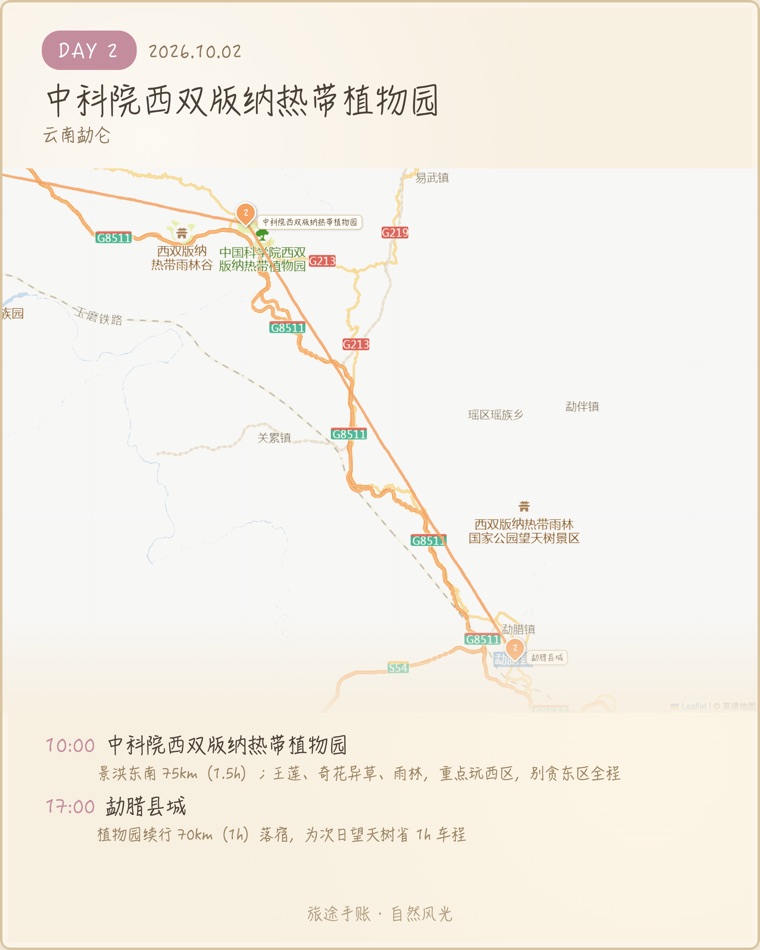 DAY 2 2026.10.02
中科院西双版纳热带植物园
云南勐仑
易武镇
2
中科院西双版纳热带植物园
G219
G8511
西双版纳
热带雨林谷
中国科学院西双
版纳热带植物园
G213
族园
玉磨铁路
G8511
G213
瑶区瑶族乡
勐伴镇
G8511
关累镇
西双版纳热带雨林
国家公园望天树景区
G8511
勐腊镇
G8511
2
勐腊县城
S54
Leaflet | © 高德地图
10:00 中科院西双版纳热带植物园
景洪东南 75km（1.5h）；王莲、奇花异草、雨林，重点玩西区，别贪东区全程
17:00 勐腊县城
植物园续行 70km（1h）落宿，为次日望天树省 1h 车程
旅途手账 · 自然风光